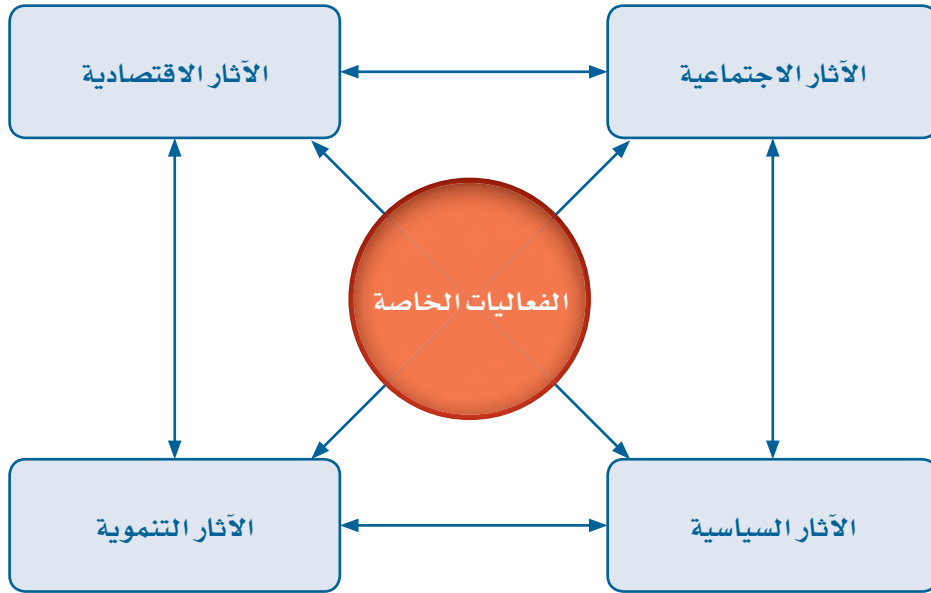 الآثار الاجتماعية
الآثار الاقتصادية
الفعاليات الخاصة
الآثار السياسية
الآثار التنموية